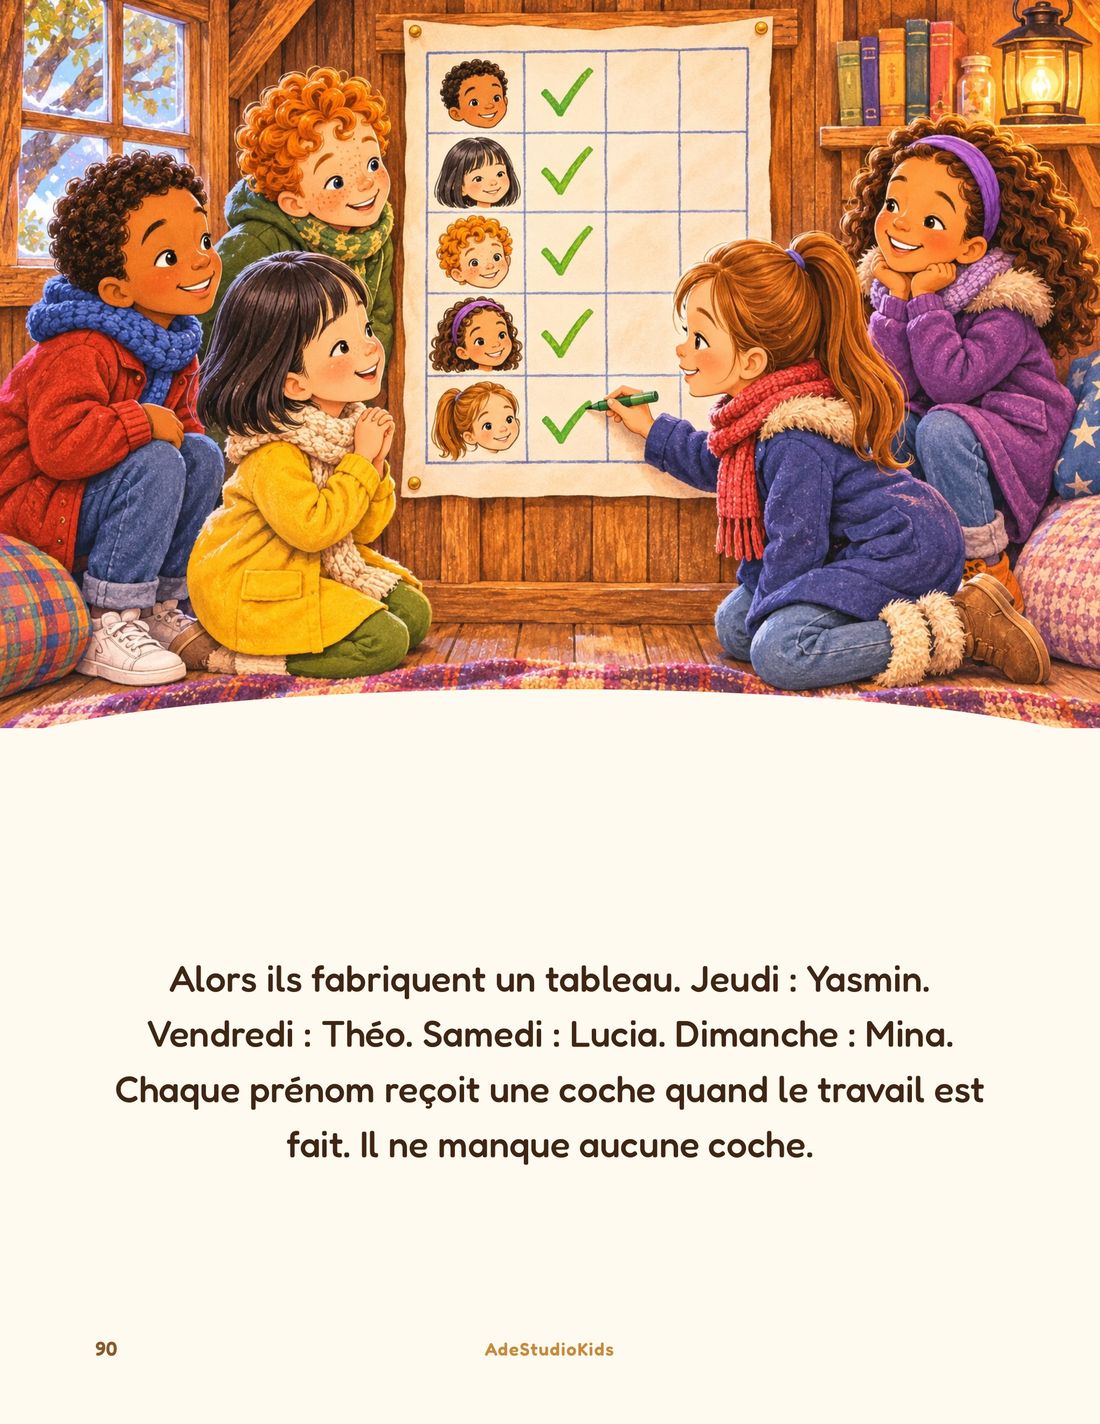 Alors ils fabriquent un tableau. Jeudi : Yasmin.
Vendredi : Théo. Samedi : Lucia. Dimanche : Mina.
Chaque prénom reçoit une coche quand le travail est
fait. Il ne manque aucune coche.
90
AdeStudioKids